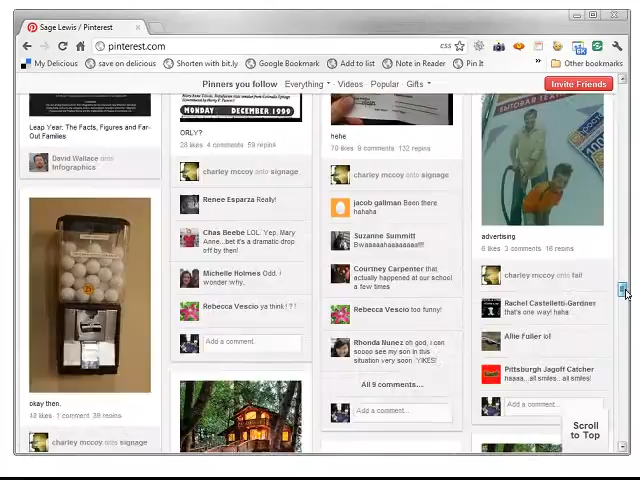 Sage Lewis / Pinterest
pinterest.com
css
My Delicious
save on delicious
Shorten with bit.ly
Google Bookmark
Add to list
Note in Reader
Pin It
»
Other bookmarks
Pinners you follow
Everything
Videos
Popular
Gifts
Invite Friends
Leap Year: The Facts, Figures and Far-
Out Families
David Wallace onto
Infographics
okay then.
12 likes 1 comment 39 repins
charley mccoy onto signage
MONDAY DECEMBER 1999
ORLY?
28 likes 4 comments 59 repins
charley mccoy onto signage
Renee Esparza Really!
Chas Beebe LOL. Yep, Mary
Anne...bet it's a dramatic drop
off by then!
Michelle Holmes Odd. I
wonder why.
Rebecca Vescio ya think ! ? !
Add a comment.
hehe
70 likes 9 comments 132 repins
charley mccoy onto signage
jacob gallman Been there
hahaha
Suzanne Summitt
Bwaaaahaaaaaaa!!!!
Courtney Carpenter that
actually happened at our school
a few times
Rebecca Vescio too funny!
Rhonda Nunez oh god, i can
soooo see my son in this
situation very soon. YIKES!
All 9 comments...
Add a comment.
advertising
6 likes 3 comments 16 repins
charley mccoy onto fail
Rachel Castelletti-Gardner
that's one way! haha
Allie Fuller lol
Pittsburgh Jagoff Catcher
haaaa...all smiles...all smiles!
Add a comment.
Scroll
to Top